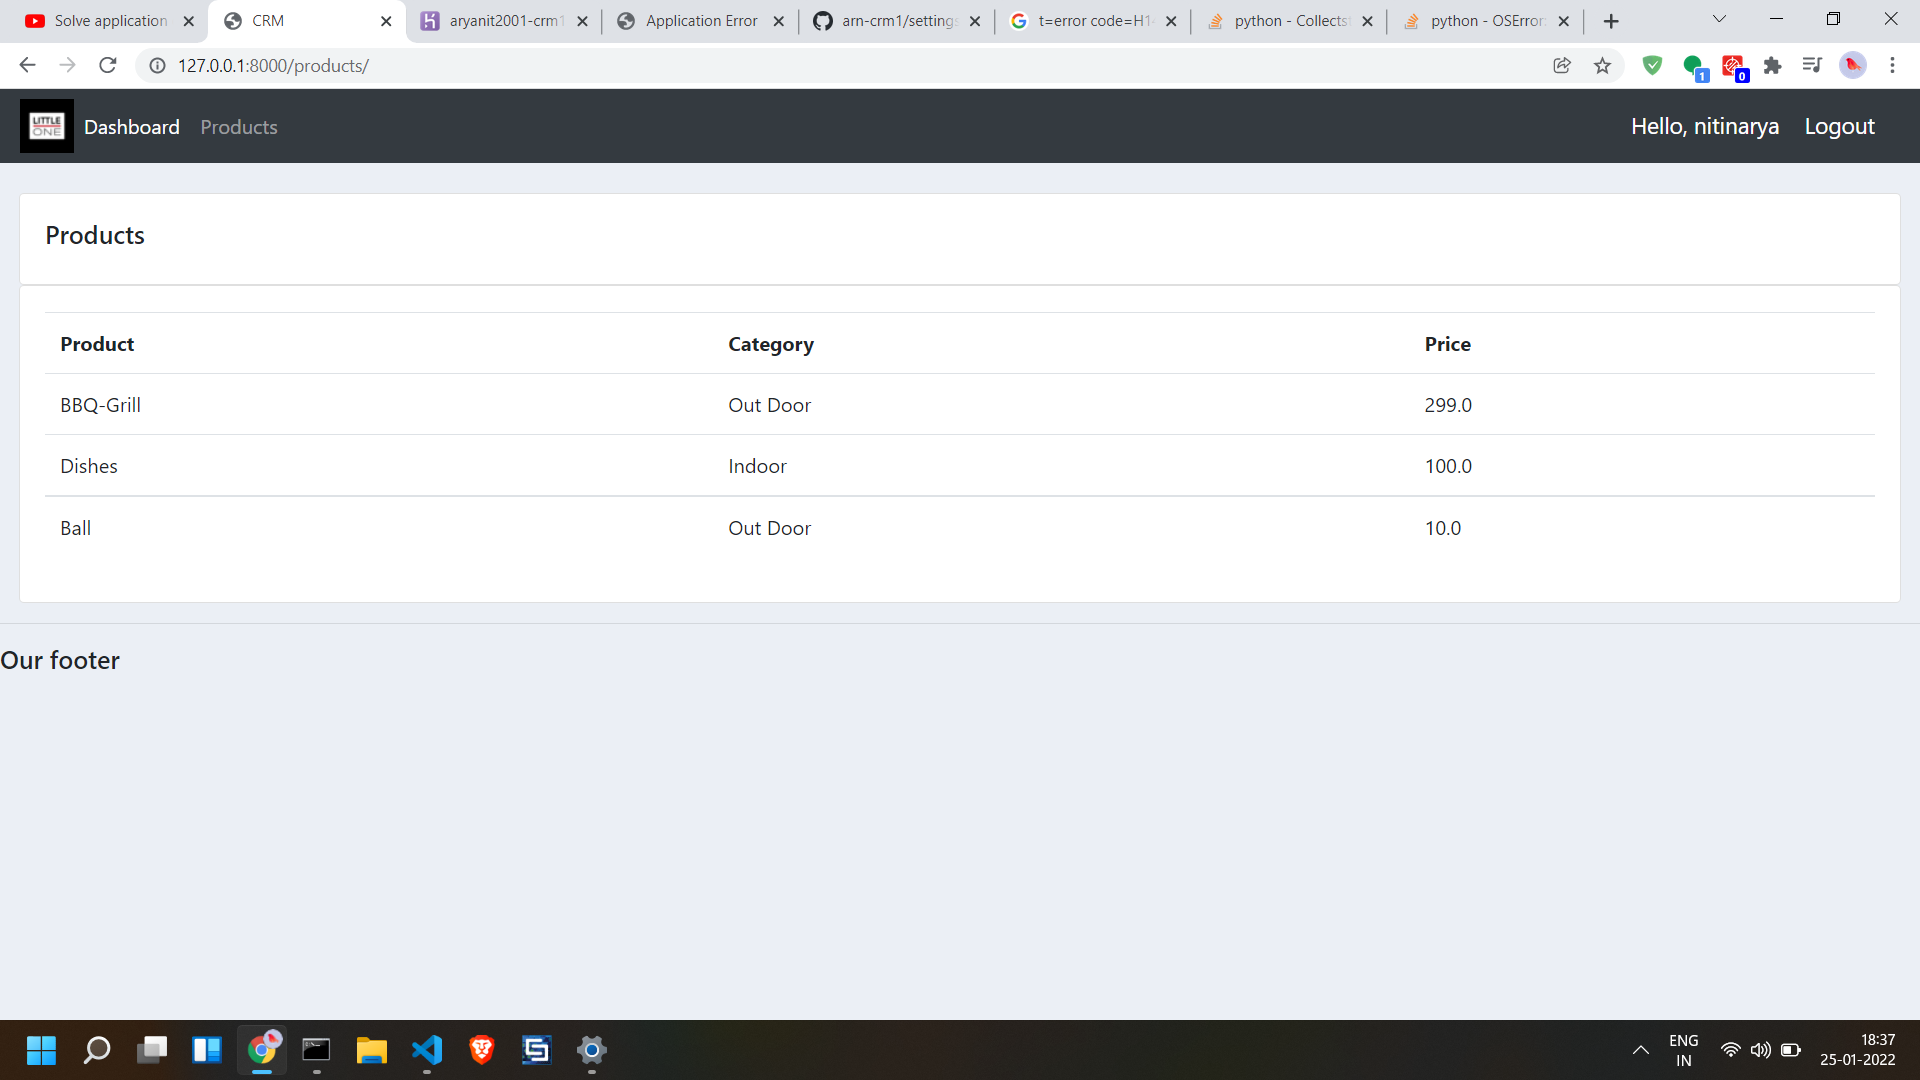 Solve application
CRM
aryanit2001-crm1
Application Error
arn-crm1/settings
t=error code=H1
python - Collectst
python - OSError:
127.0.0.1:8000/products/
1
0
LITTLE
ONE
Dashboard
Products
Hello, nitinarya
Logout
Products
Product
Category
Price
BBQ-Grill
Out Door
299.0
Dishes
Indoor
100.0
Ball
Out Door
10.0
Our footer
ENG
IN
18:37
25-01-2022